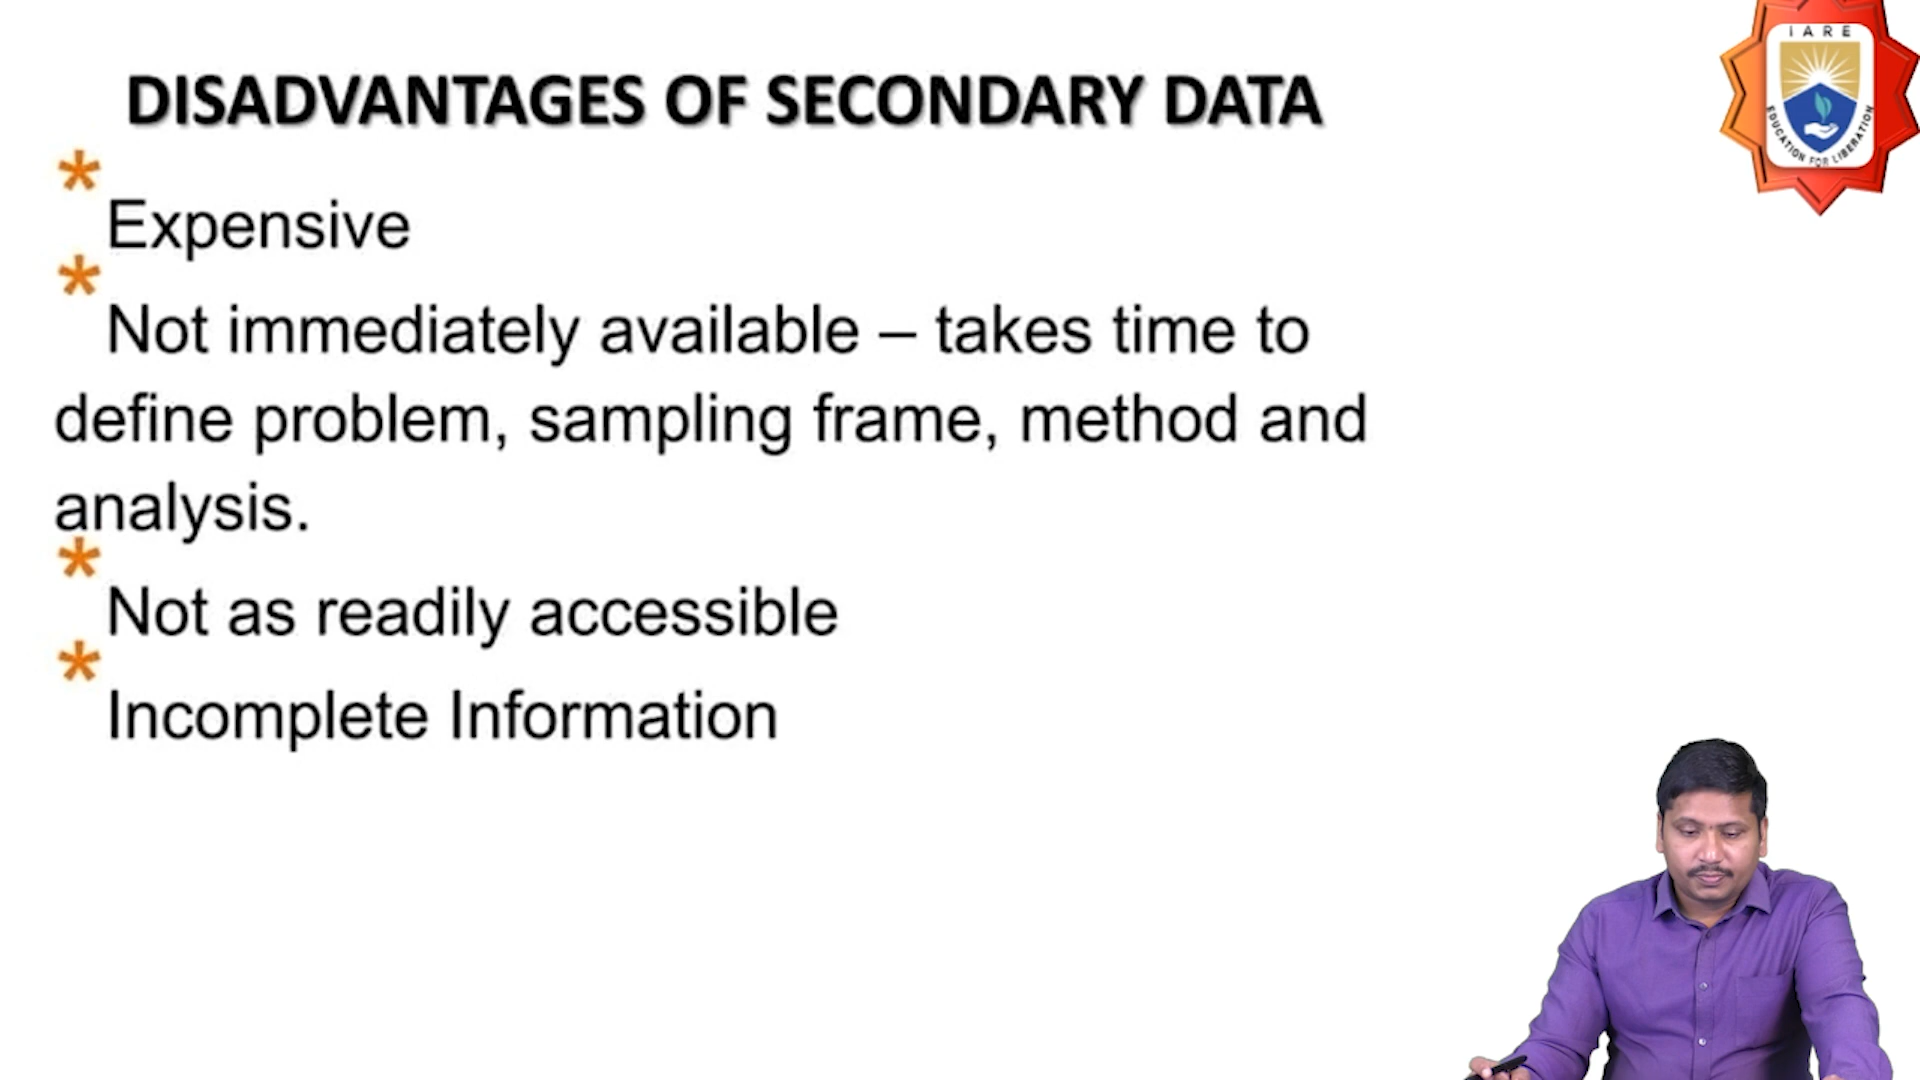 IARE
EDUCATION FOR LIBERATION
DISADVANTAGES OF SECONDARY DATA
* Expensive
* Not immediately available – takes time to
define problem, sampling frame, method and
analysis.
* Not as readily accessible
* Incomplete Information